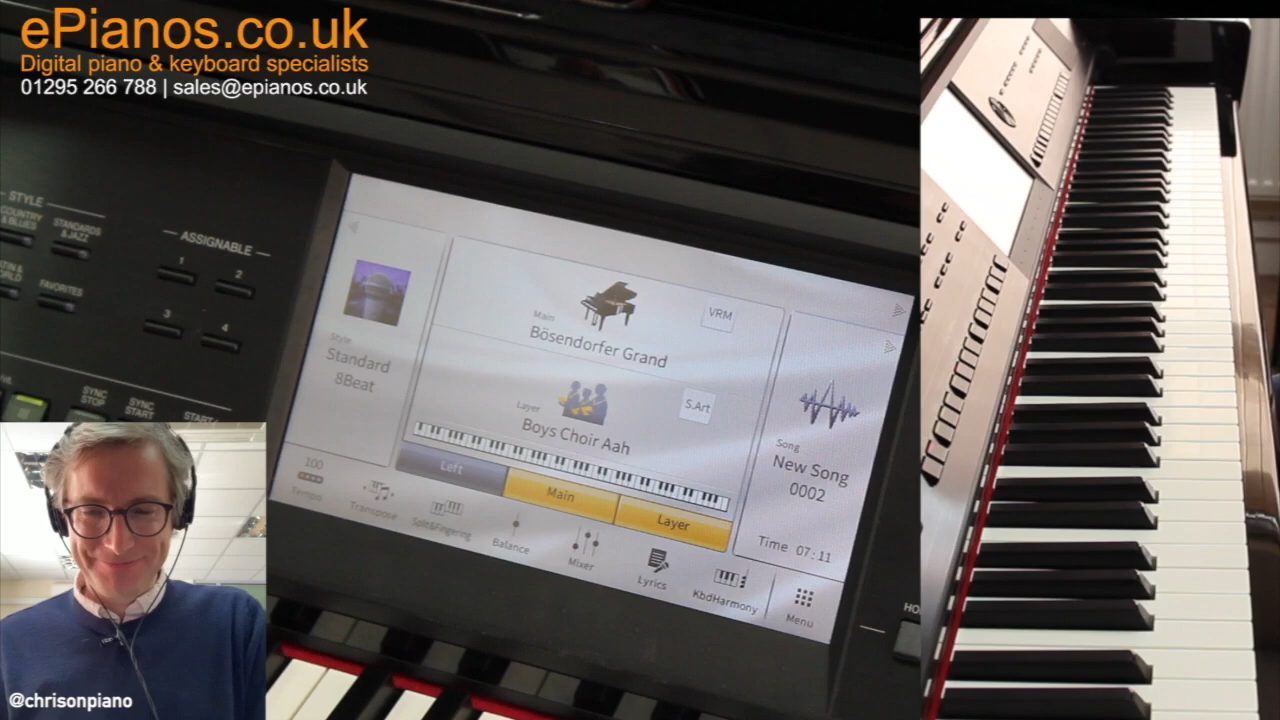 ePianos.co.uk
Digital piano & keyboard specialists
01295 266 788 | sales@epianos.co.uk
STYLE
COUNTRY & BLUES
STANDARDS & JAZZ
FAVORITES
ASSIGNABLE
1
2
3
4
SYNC STOP
SYNC START
START/
Style
Standard
8Beat
Main
Bösendorfer Grand
VRM
Layer
Boys Choir Aah
S.Art
Song
New Song
0002
Time 07:11
Left
Main
Layer
100
Tempo
Transpose
Split&Fingering
Balance
Mixer
Lyrics
KbdHarmony
Menu
@chrisonpiano